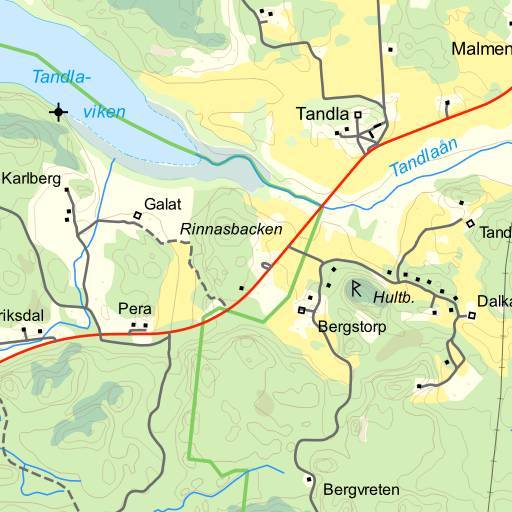 Malmen
Tandla-
viken
Tandla
Tandlaån
Karlberg
Galat
Rinnasbacken
Tand
Hultb.
riksdal
Pera
Bergstorp
Dalka
Bergvreten